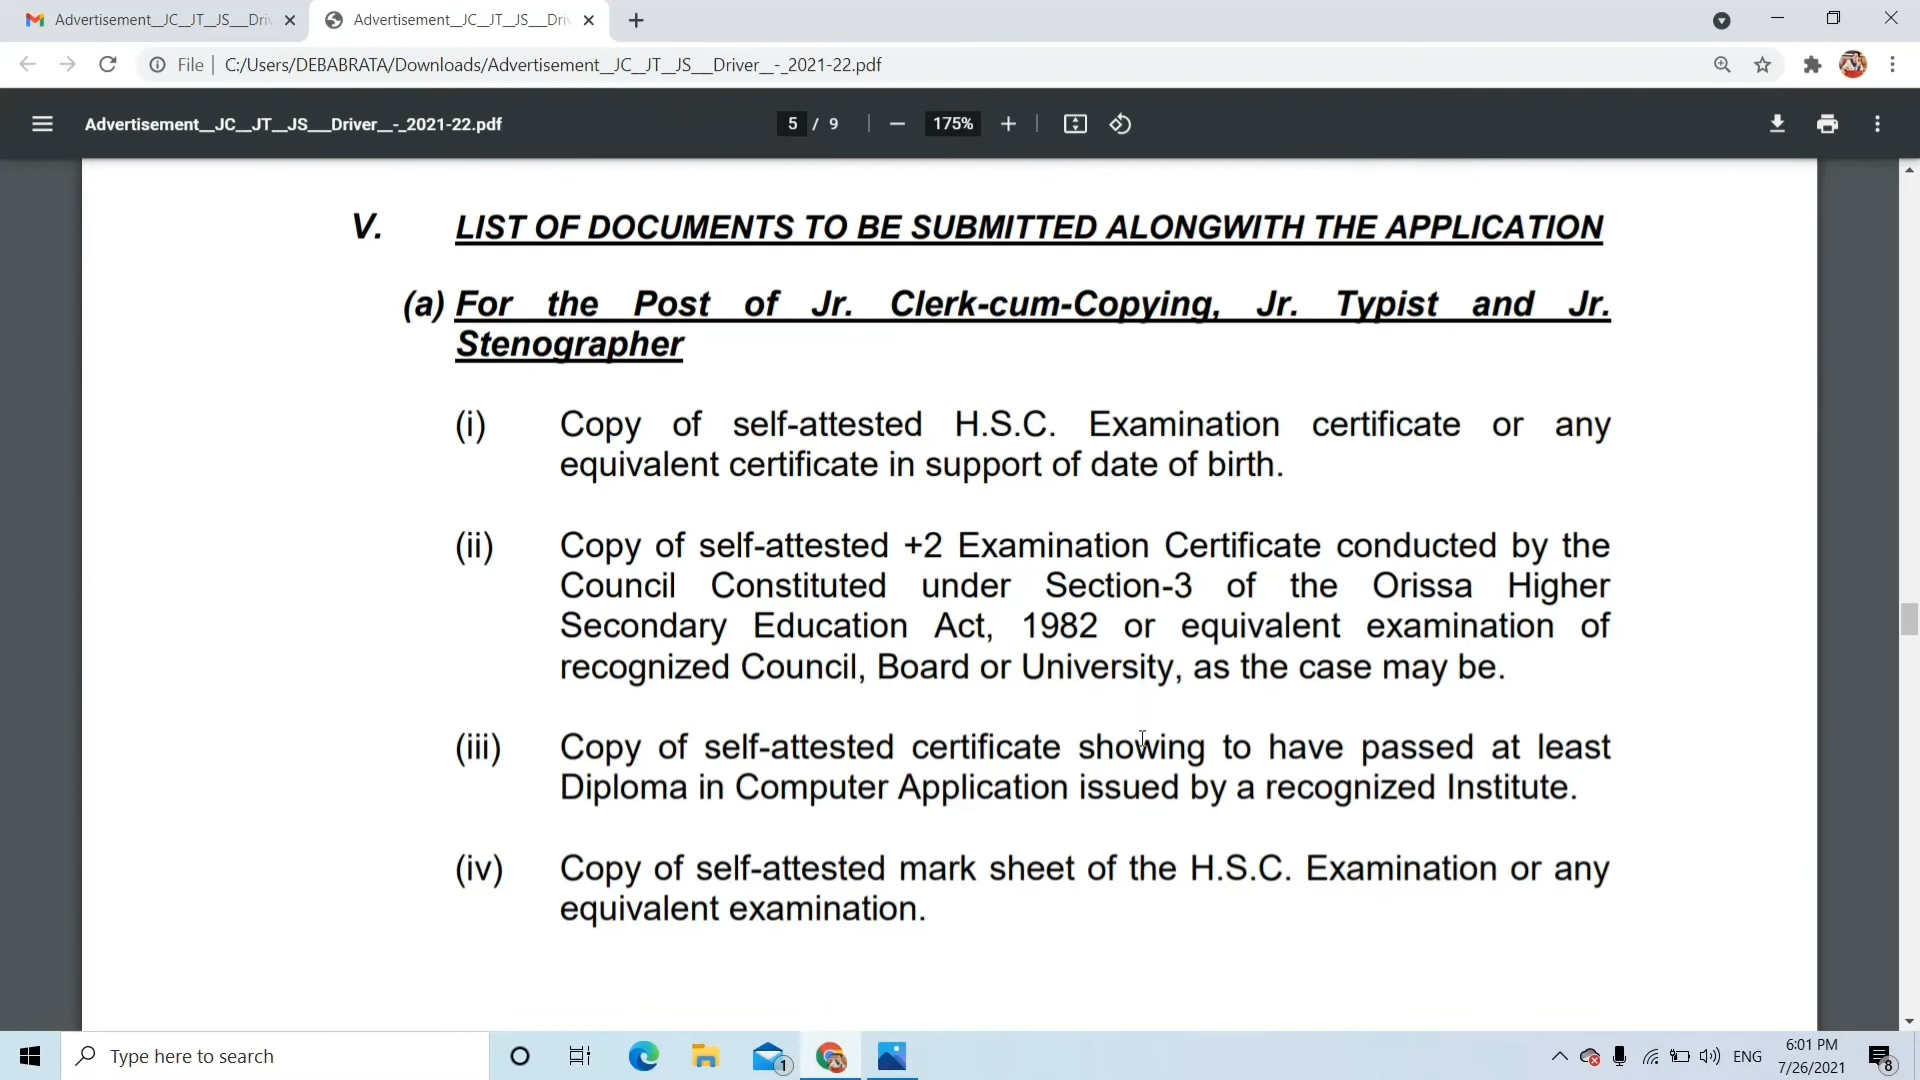 Advertisement__JC__JT__JS___Dri
Advertisement__JC__JT__JS___Dri
File
C:/Users/DEBABRATA/Downloads/Advertisement__JC__JT__JS___Driver__-_2021-22.pdf
Advertisement__JC__JT__JS___Driver__-_2021-22.pdf
5 / 9
175%
V. LIST OF DOCUMENTS TO BE SUBMITTED ALONGWITH THE APPLICATION
(a) For the Post of Jr. Clerk-cum-Copying, Jr. Typist and Jr.
Stenographer
(i) Copy of self-attested H.S.C. Examination certificate or any
equivalent certificate in support of date of birth.
(ii) Copy of self-attested +2 Examination Certificate conducted by the
Council Constituted under Section-3 of the Orissa Higher
Secondary Education Act, 1982 or equivalent examination of
recognized Council, Board or University, as the case may be.
(iii) Copy of self-attested certificate showing to have passed at least
Diploma in Computer Application issued by a recognized Institute.
(iv) Copy of self-attested mark sheet of the H.S.C. Examination or any
equivalent examination.
Type here to search
1
ENG
6:01 PM
7/26/2021
8